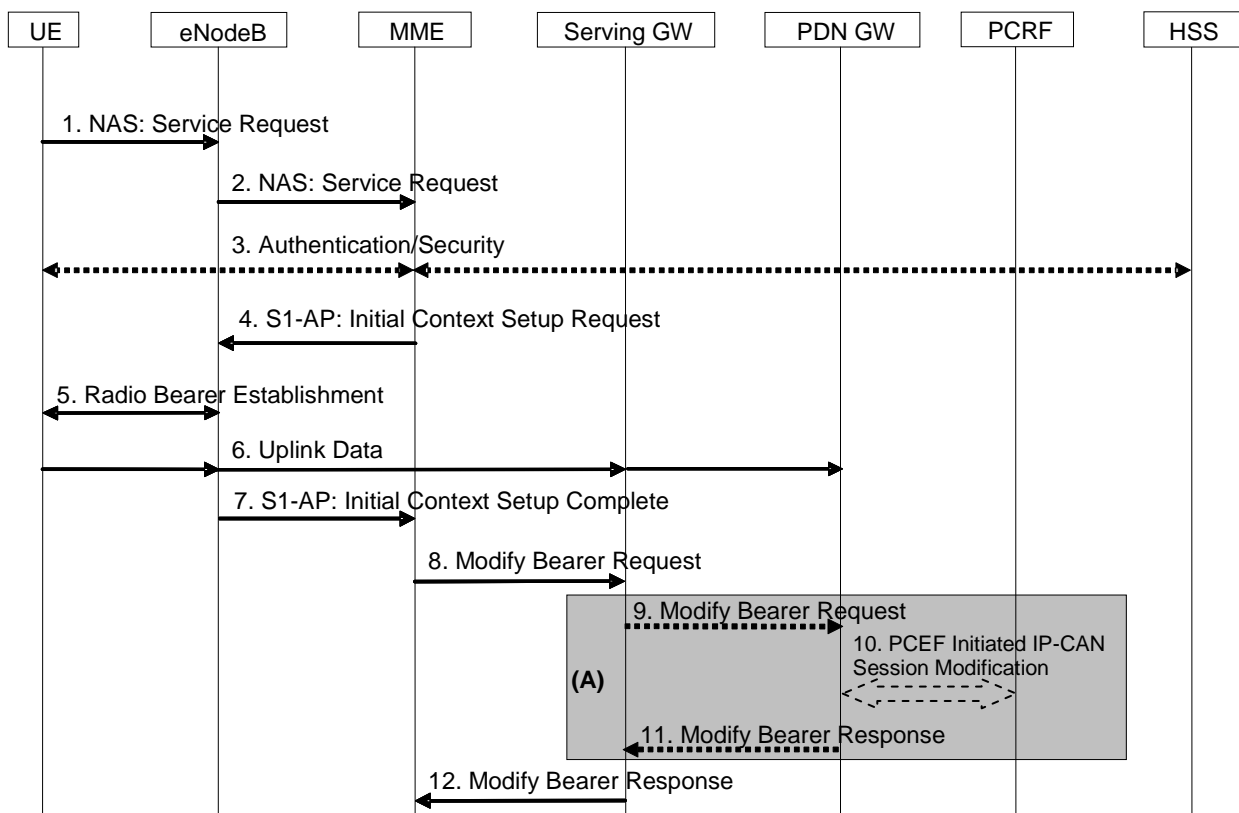 UE eNodeB MME Serving GW PDN GW PCRF HSS
1. NAS: Service Request
2. NAS: Service Request
3. Authentication/Security
4. S1-AP: Initial Context Setup Request
5. Radio Bearer Establishment
6. Uplink Data
7. S1-AP: Initial Context Setup Complete
8. Modify Bearer Request
9. Modify Bearer Request
10. PCEF Initiated IP-CAN
Session Modification
(A)
11. Modify Bearer Response
12. Modify Bearer Response